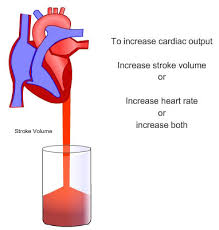 To increase cardiac output
Increase stroke volume
or
Increase heart rate
or
increase both
Stroke Volume